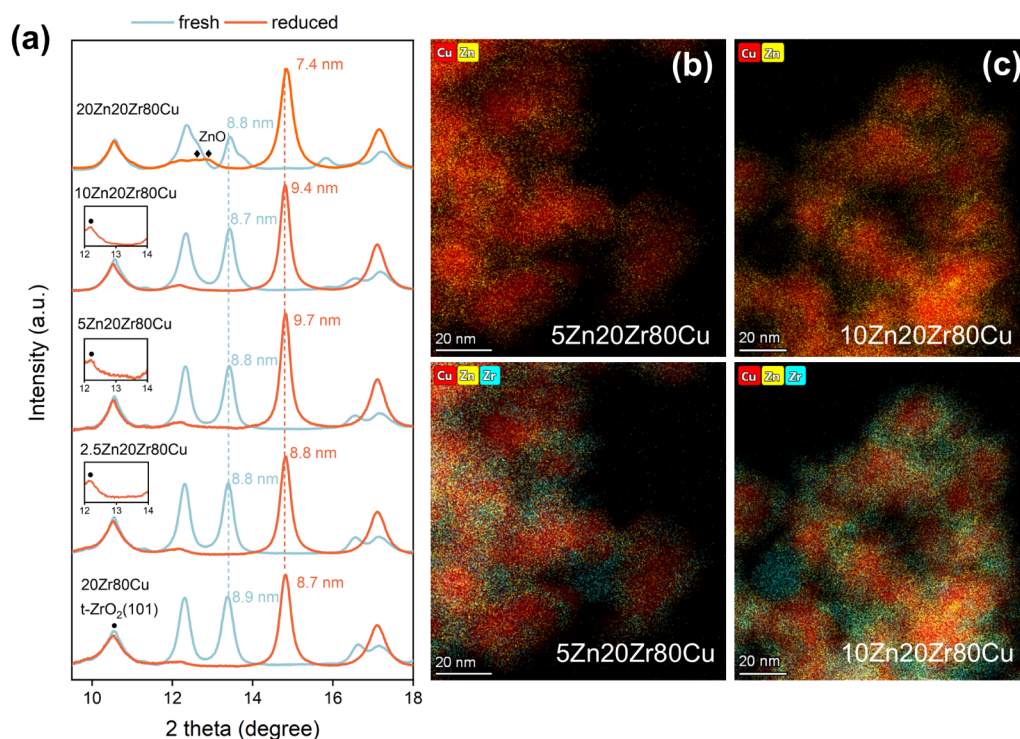 fresh reduced
(a)
7.4 nm
20Zn20Zr80Cu
8.8 nm
ZnO
10Zn20Zr80Cu
9.4 nm
8.7 nm
12 13 14
5Zn20Zr80Cu
9.7 nm
8.8 nm
12 13 14
2.5Zn20Zr80Cu
8.8 nm
8.8 nm
12 13 14
20Zr80Cu
8.7 nm
t-ZrO₂(101)
8.9 nm
Intensity (a.u.)
10 12 14 16 18
2 theta (degree)
Cu Zn
(b)
20 nm
5Zn20Zr80Cu
Cu Zn Zr
20 nm
5Zn20Zr80Cu
Cu Zn
(c)
20 nm
10Zn20Zr80Cu
Cu Zn Zr
20 nm
10Zn20Zr80Cu